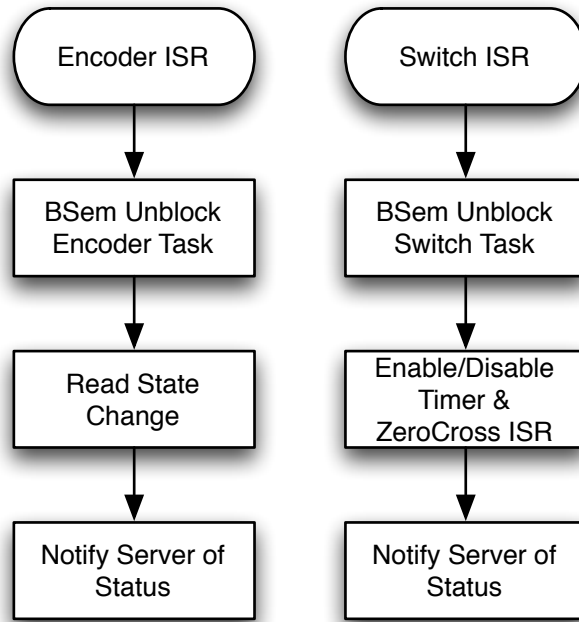 Encoder ISR
BSem Unblock
Encoder Task
Read State
Change
Notify Server of
Status
Switch ISR
BSem Unblock
Switch Task
Enable/Disable
Timer &
ZeroCross ISR
Notify Server of
Status